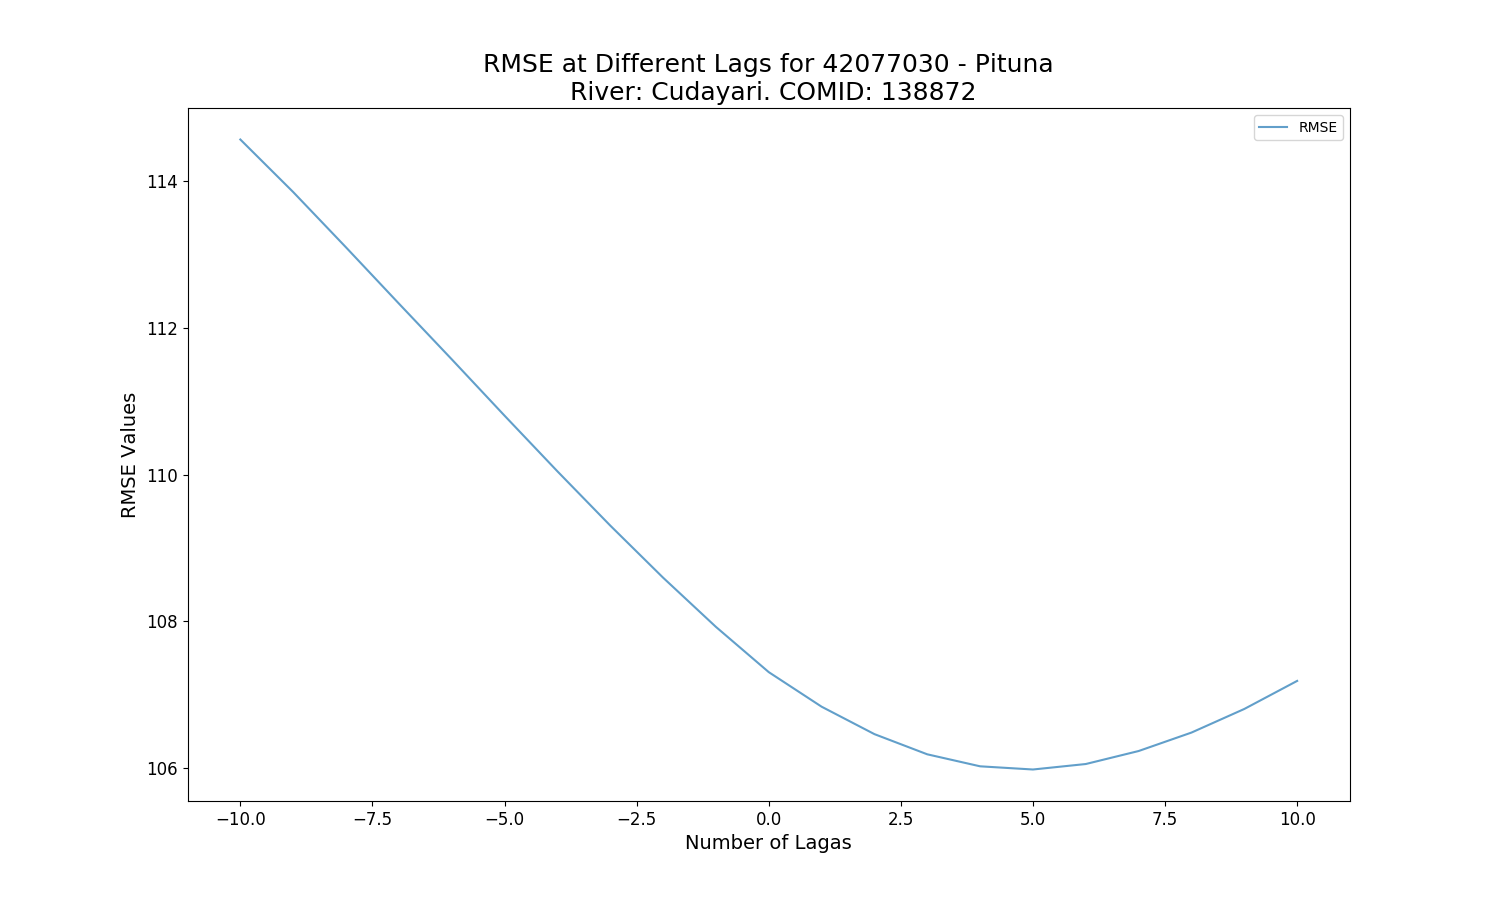 RMSE at Different Lags for 42077030 - Pituna
River: Cudayari. COMID: 138872
RMSE
114
112
110
108
106
RMSE Values
−10.0 −7.5 −5.0 −2.5 0.0 2.5 5.0 7.5 10.0
Number of Lagas